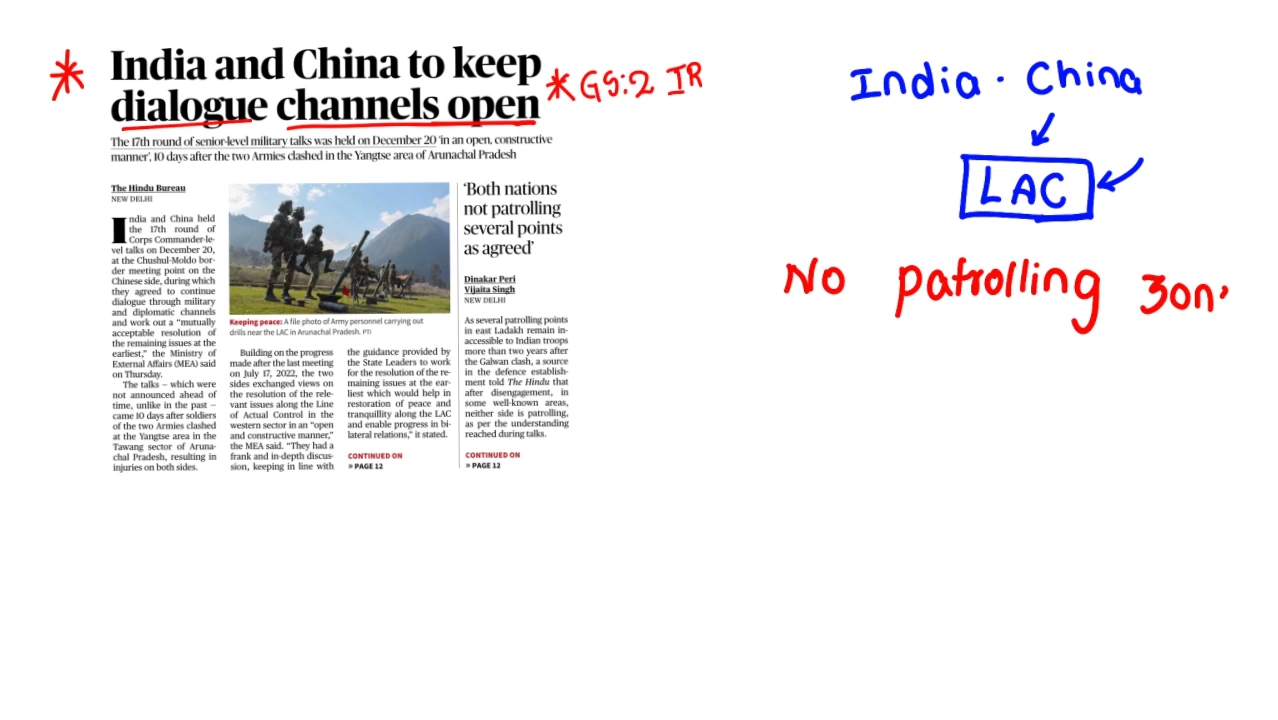 India and China to keep
dialogue channels open
* GS:2 IR
The 17th round of senior-level military talks was held on December 20 ‘in an open, constructive
manner’, 10 days after the two Armies clashed in the Yangtse area of Arunachal Pradesh
The Hindu Bureau
NEW DELHI
India and China held
the 17th round of
Corps Commander-le-
vel talks on December 20,
at the Chushul-Moldo bor-
der meeting point on the
Chinese side, during which
they agreed to continue
dialogue through military
and diplomatic channels
and work out a “mutually
acceptable resolution of
the remaining issues at the
earliest,” the Ministry of
External Affairs (MEA) said
on Thursday.
The talks – which were
not announced ahead of
time, unlike in the past –
came 10 days after soldiers
of the two Armies clashed
at the Yangtse area in the
Tawang sector of Aruna-
chal Pradesh, resulting in
injuries on both sides.
Keeping peace: A file photo of Army personnel carrying out
drills near the LAC in Arunachal Pradesh. PTI
Building on the progress
made after the last meeting
on July 17, 2022, the two
sides exchanged views on
the resolution of the rele-
vant issues along the Line
of Actual Control in the
western sector in an “open
and constructive manner,”
the MEA said. “They had a
frank and in-depth discus-
sion, keeping in line with
the guidance provided by
the State Leaders to work
for the resolution of the re-
maining issues at the ear-
liest which would help in
restoration of peace and
tranquillity along the LAC
and enable progress in bi-
lateral relations,” it stated.
CONTINUED ON
» PAGE 12
‘Both nations
not patrolling
several points
as agreed’
Dinakar Peri
Vijaita Singh
NEW DELHI
As several patrolling points
in east Ladakh remain in-
accessible to Indian troops
more than two years after
the Galwan clash, a source
in the defence establish-
ment told The Hindu that
after disengagement, in
some well-known areas,
neither side is patrolling,
as per the understanding
reached during talks.
CONTINUED ON
» PAGE 12
India - China
LAC
No patrolling zon